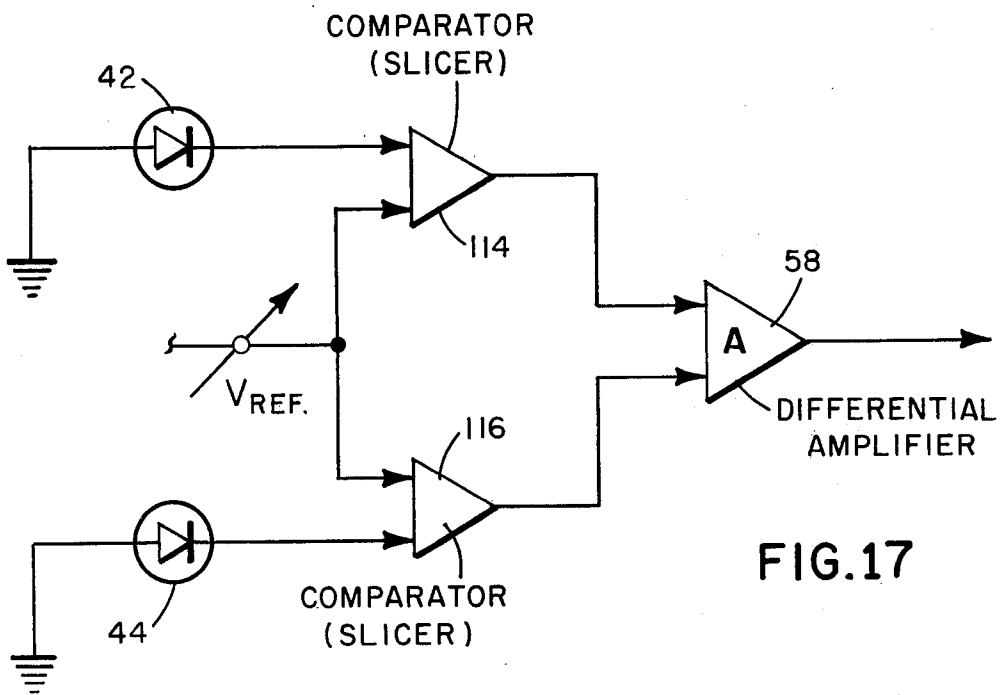 COMPARATOR
(SLICER)
42
114
58
A
VREF.
DIFFERENTIAL
AMPLIFIER
116
FIG.17
44
COMPARATOR
(SLICER)